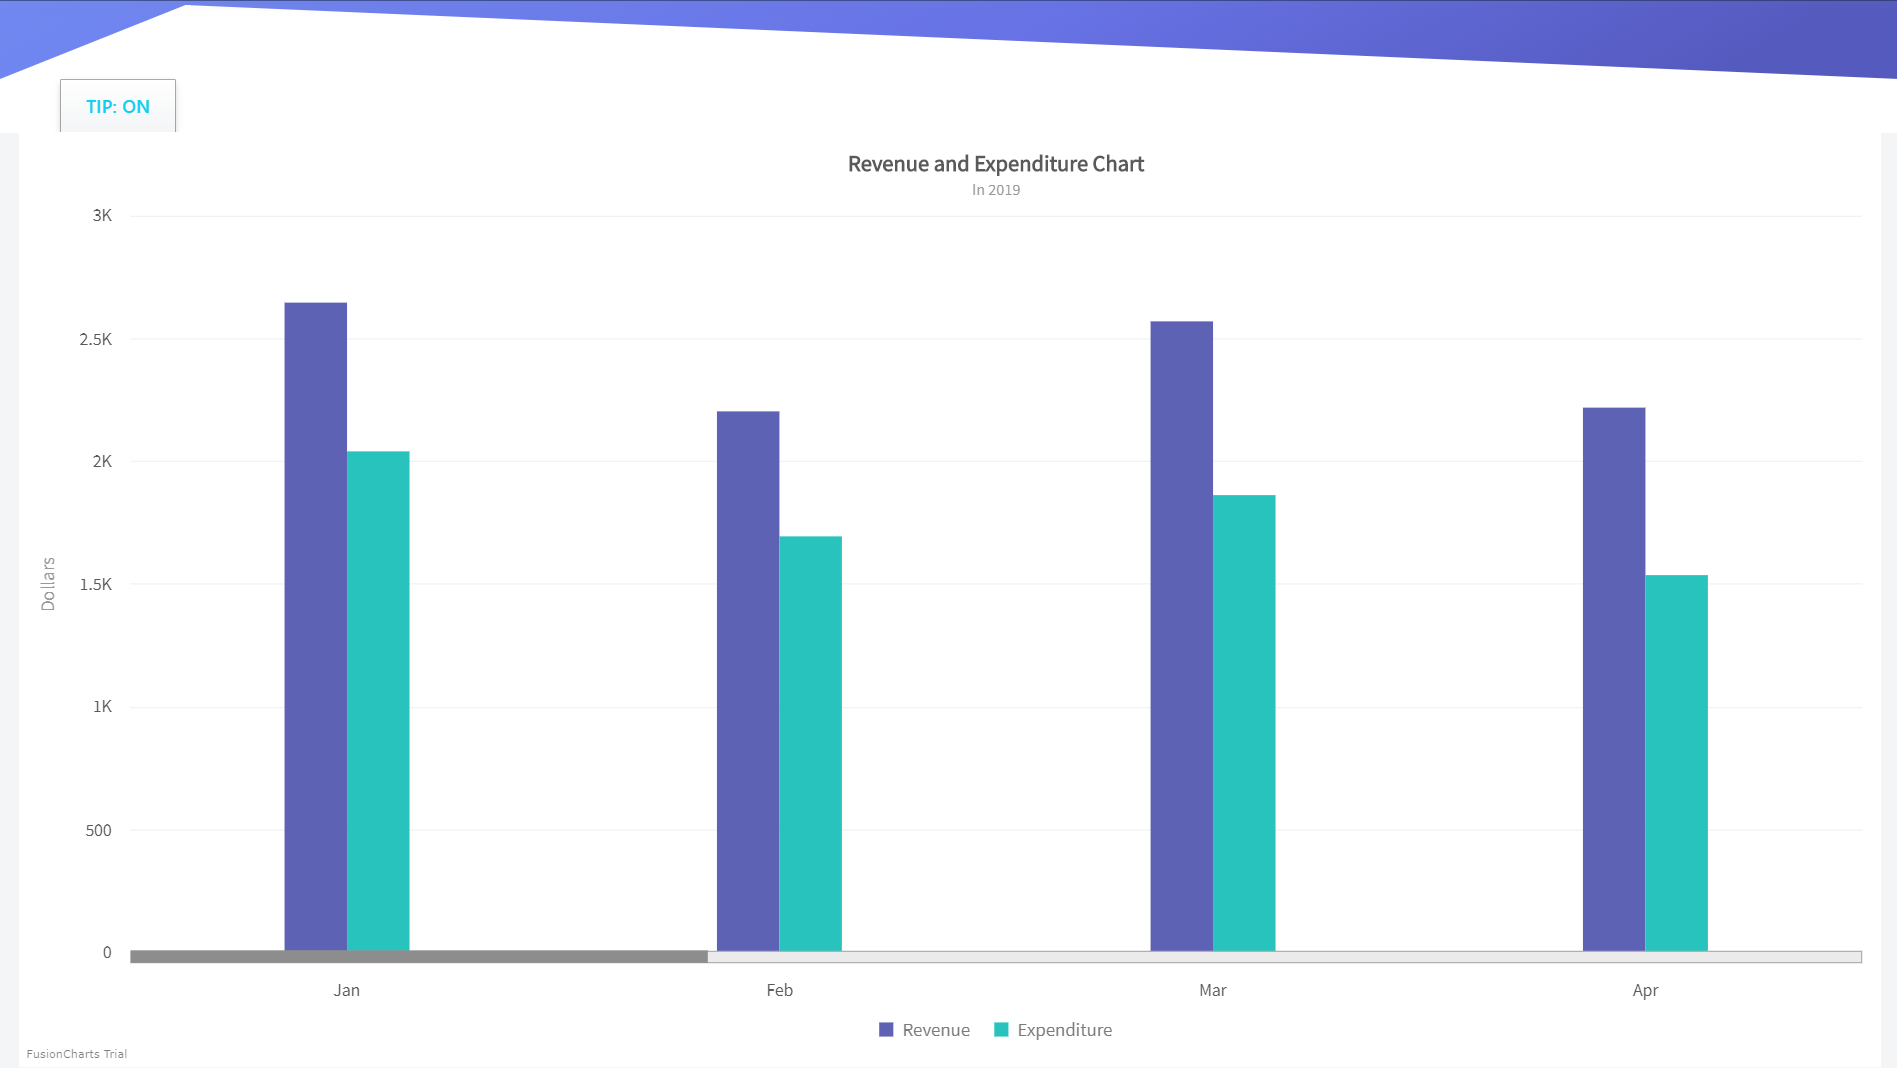 TIP: ON
Revenue and Expenditure Chart
In 2019
3K
2.5K
2K
1.5K
1K
500
0
Dollars
Jan Feb Mar Apr
Revenue Expenditure
FusionCharts Trial